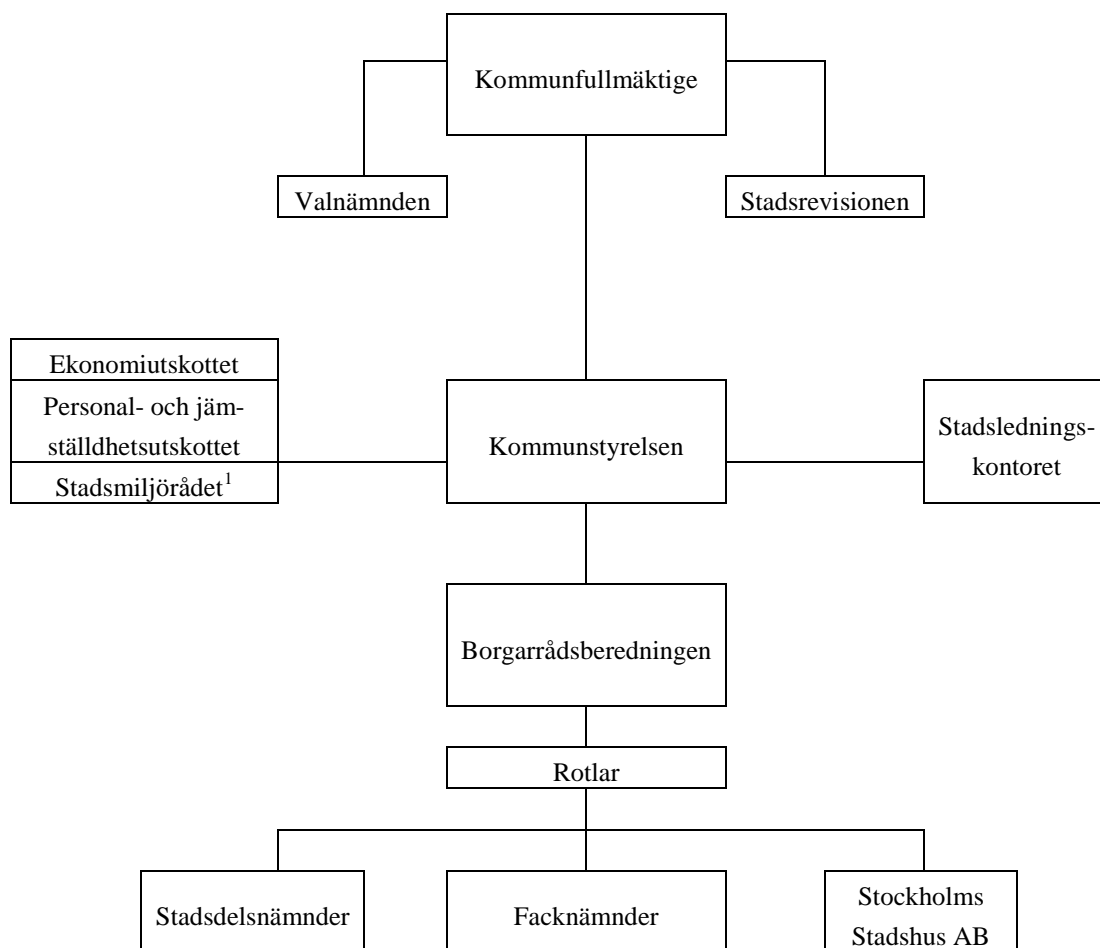 Kommunfullmäktige
Valnämnden
Stadsrevisionen
Ekonomiutskottet
Personal- och jäm-
ställdhetsutskottet
Stadsmiljörådet¹
Kommunstyrelsen
Stadslednings-
kontoret
Borgarrådsberedningen
Rotlar
Stadsdelsnämnder
Facknämnder
Stockholms
Stadshus AB